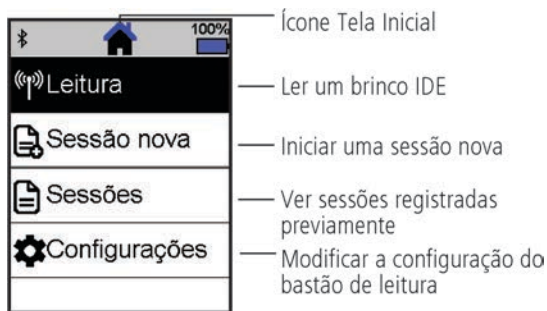 100%
Ícone Tela Inicial
Leitura
Ler um brinco IDE
Sessão nova
Iniciar uma sessão nova
Sessões
Ver sessões registradas
previamente
Configurações
Modificar a configuração do
bastão de leitura